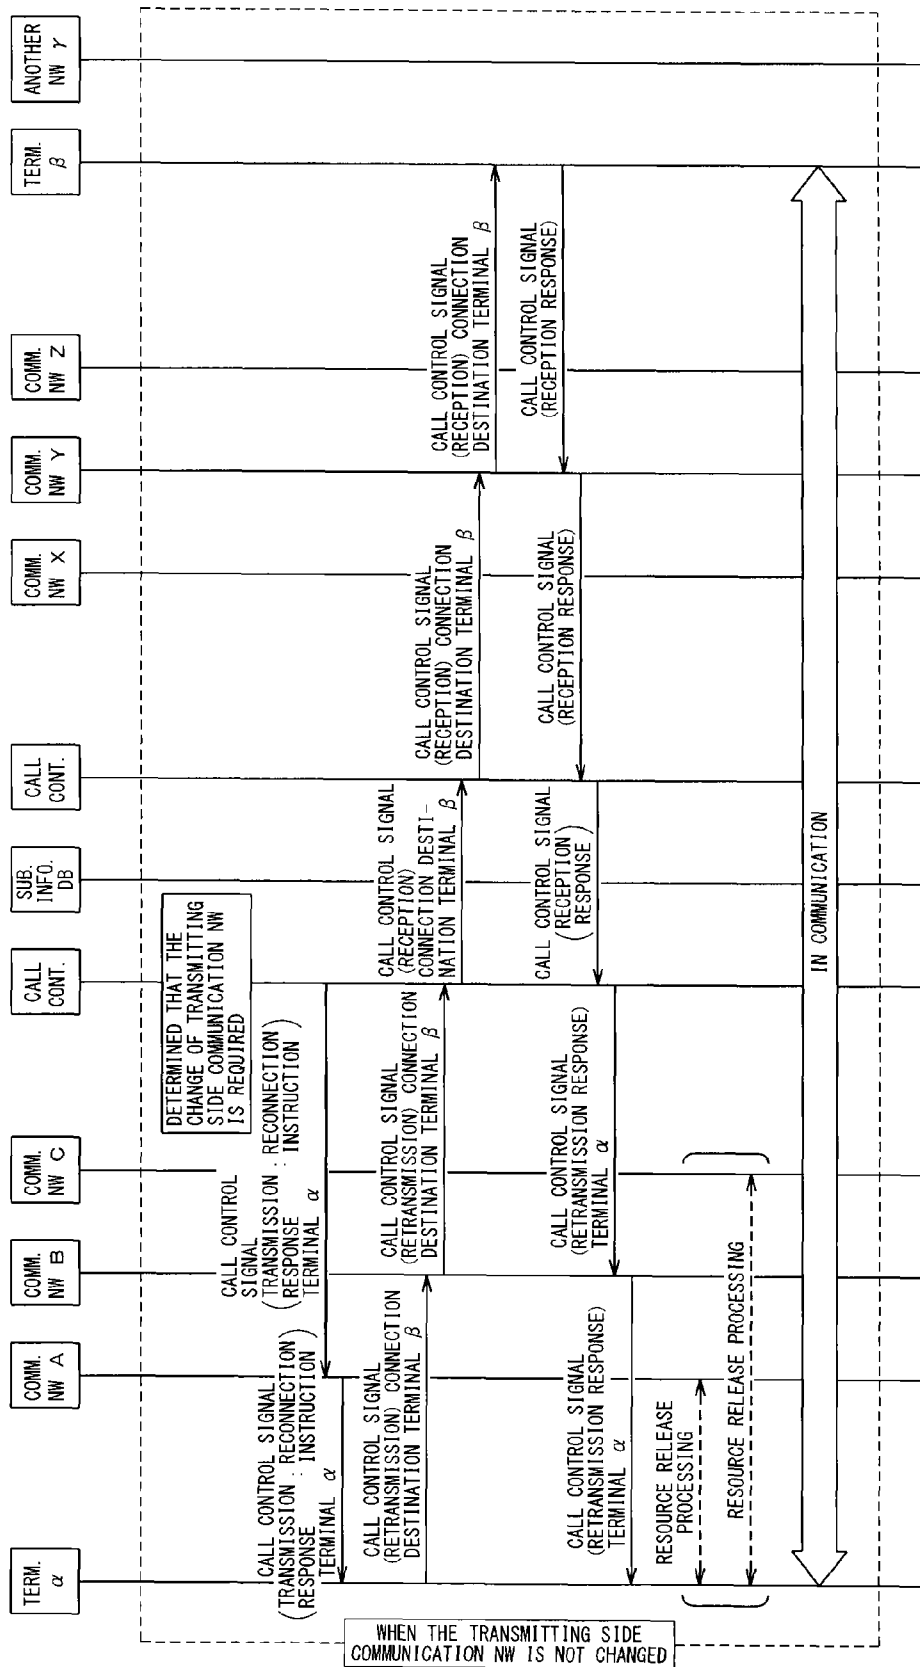 TERM.
α
COMM.
NW A
COMM.
NW B
COMM.
NW C
CALL
CONT.
SUB.
INFO.
DB
CALL
CONT.
COMM.
NW X
COMM.
NW Y
COMM.
NW Z
TERM.
β
ANOTHER
NW γ
DETERMINED THAT THE
CHANGE OF TRANSMITTING
SIDE COMMUNICATION NW
IS REQUIRED
CALL CONTROL
SIGNAL
(TRANSMISSION : RECONNECTION)
(RESPONSE INSTRUCTION)
TERMINAL α
CALL CONTROL SIGNAL
(TRANSMISSION : RECONNECTION)
(RESPONSE INSTRUCTION)
TERMINAL α
CALL CONTROL SIGNAL
(RETRANSMISSION) CONNECTION
DESTINATION TERMINAL β
CALL CONTROL SIGNAL
(RETRANSMISSION) CONNECTION
DESTINATION TERMINAL β
CALL CONTROL SIGNAL
(RECEPTION)
CONNECTION DESTI-
NATION TERMINAL β
CALL CONTROL SIGNAL
(RECEPTION) CONNECTION
DESTINATION TERMINAL β
CALL CONTROL SIGNAL
(RECEPTION) CONNECTION
DESTINATION TERMINAL β
CALL CONTROL SIGNAL
(RECEPTION RESPONSE)
CALL CONTROL SIGNAL
(RECEPTION RESPONSE)
CALL CONTROL SIGNAL
(RECEPTION
RESPONSE)
CALL CONTROL SIGNAL
(RETRANSMISSION RESPONSE)
TERMINAL α
CALL CONTROL SIGNAL
(RETRANSMISSION RESPONSE)
TERMINAL α
RESOURCE RELEASE
PROCESSING
RESOURCE RELEASE PROCESSING
IN COMMUNICATION
WHEN THE TRANSMITTING SIDE
COMMUNICATION NW IS NOT CHANGED